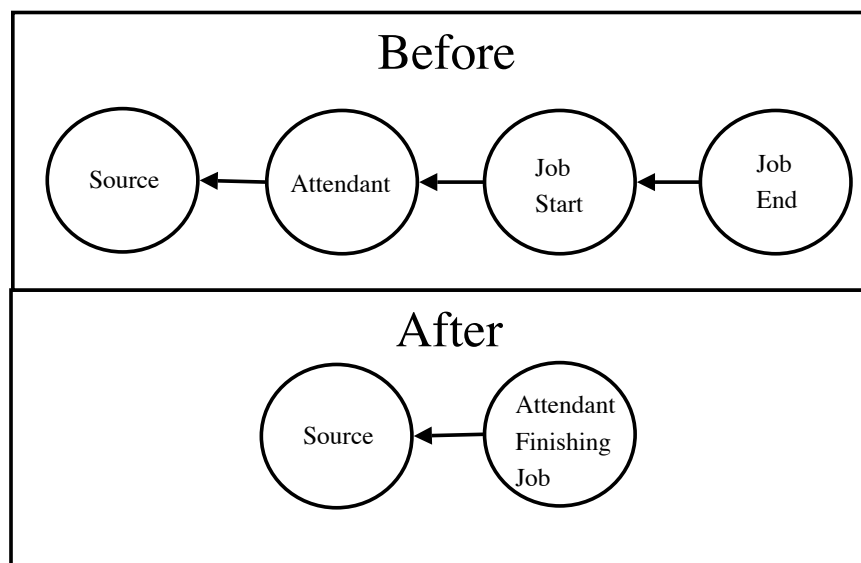 Before
Source
Attendant
Job
Start
Job
End
After
Source
Attendant
Finishing
Job